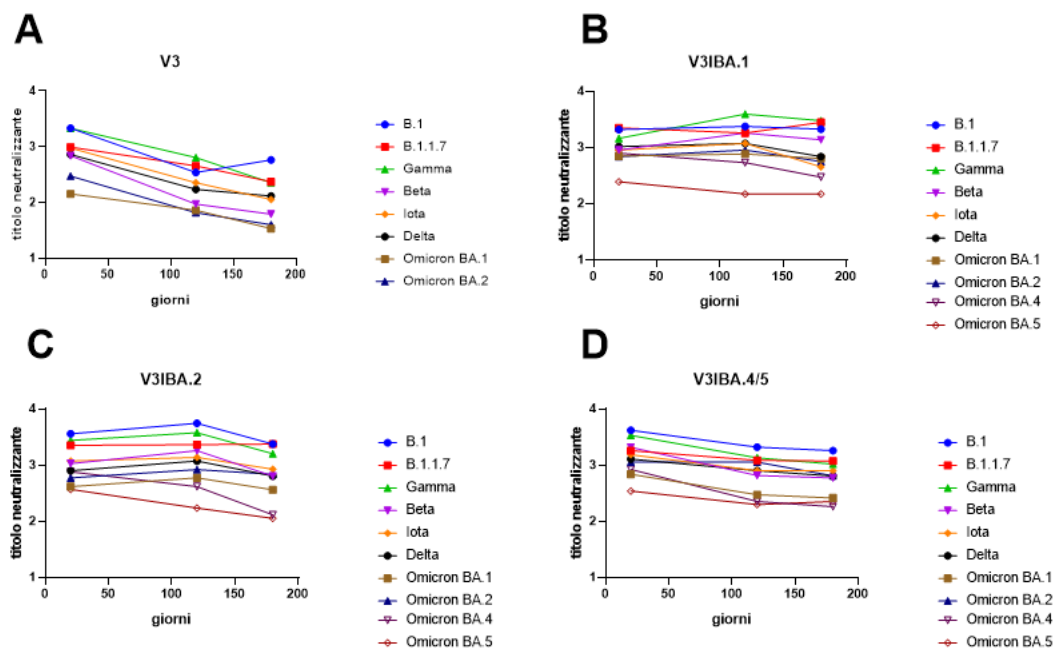 A
V3
titolo neutralizzante
4
3
2
1
0
50
100
150
200
giorni
B.1
B.1.1.7
Gamma
Beta
Iota
Delta
Omicron BA.1
Omicron BA.2
B
V3IBA.1
titolo neutralizzante
4
3
2
1
0
50
100
150
200
giorni
B.1
B.1.1.7
Gamma
Beta
Iota
Delta
Omicron BA.1
Omicron BA.2
Omicron BA.4
Omicron BA.5
C
V3IBA.2
titolo neutralizzante
4
3
2
1
0
50
100
150
200
giorni
B.1
B.1.1.7
Gamma
Beta
Iota
Delta
Omicron BA.1
Omicron BA.2
Omicron BA.4
Omicron BA.5
D
V3IBA.4/5
titolo neutralizzante
4
3
2
1
0
50
100
150
200
giorni
B.1
B.1.1.7
Gamma
Beta
Iota
Delta
Omicron BA.1
Omicron BA.2
Omicron BA.4
Omicron BA.5